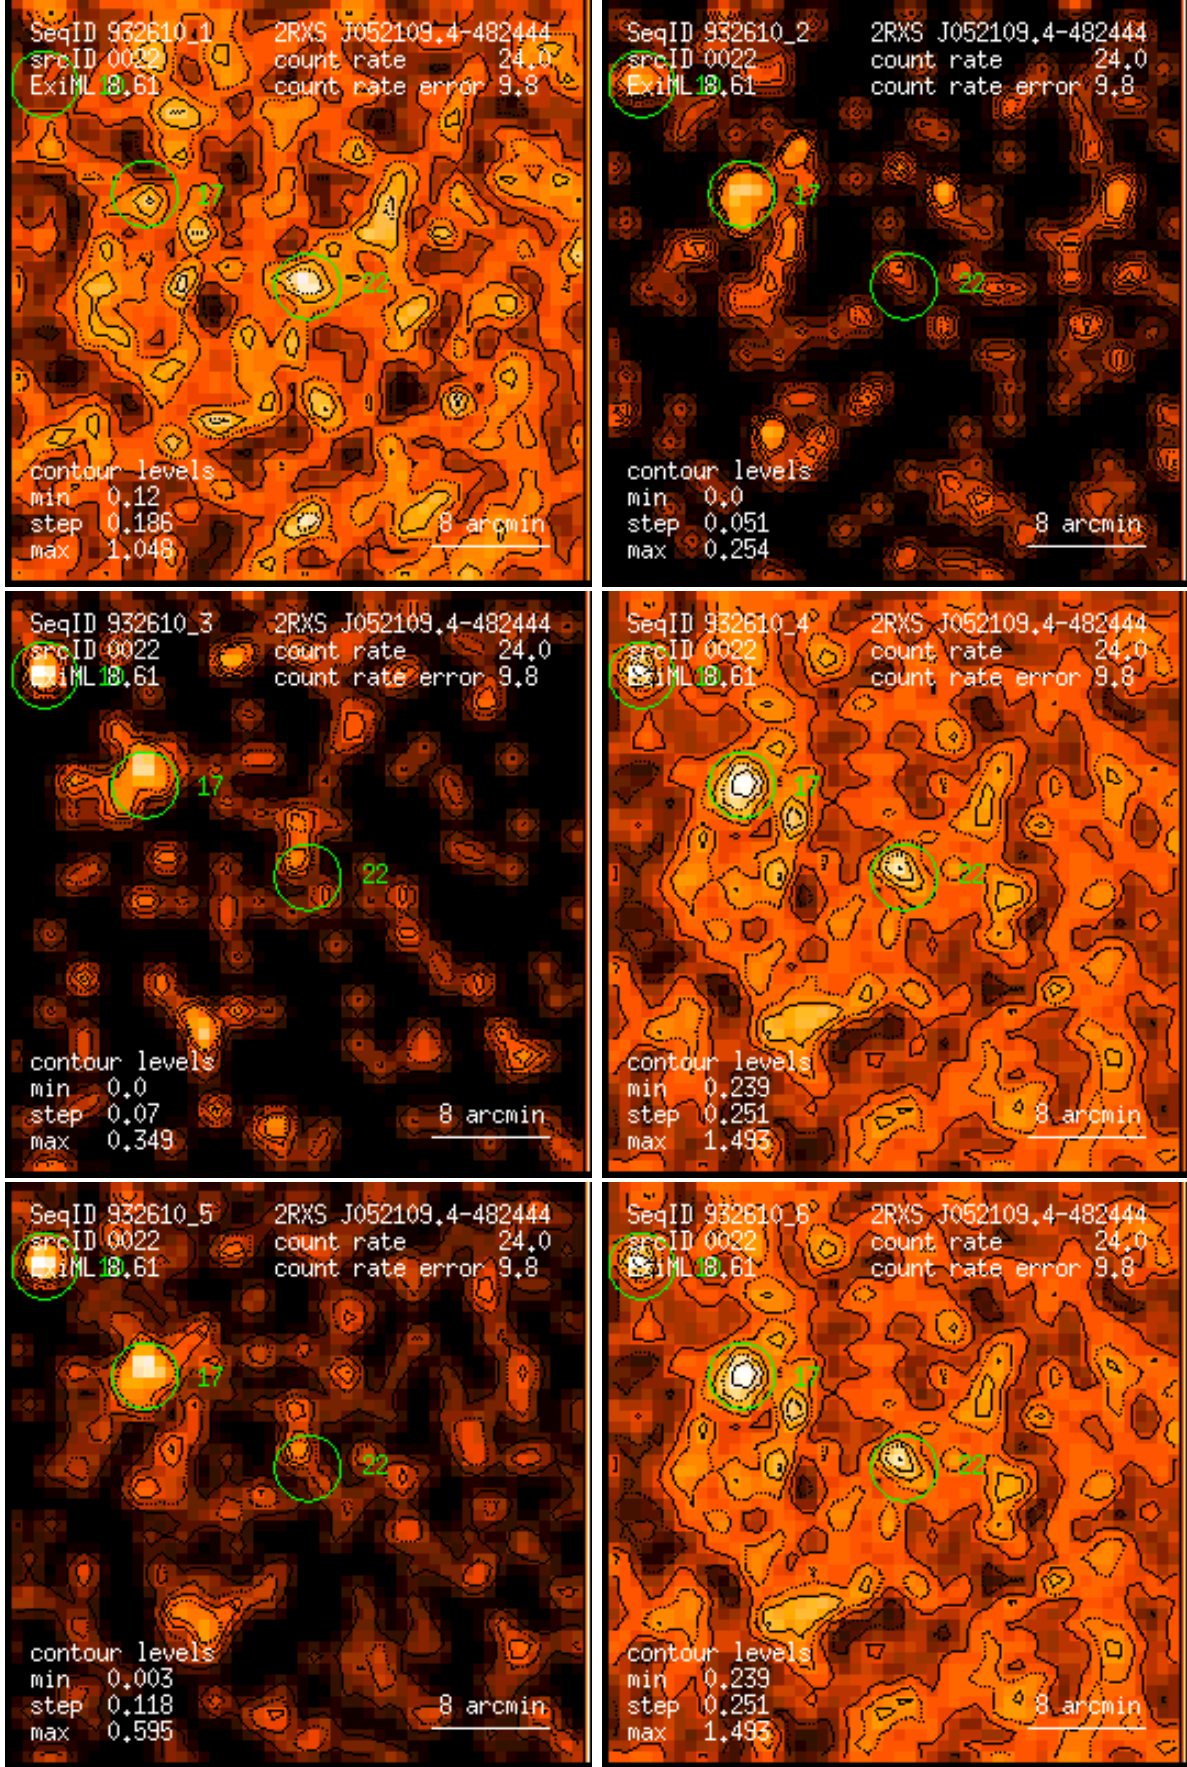 SeqID 932610_1 2RXS J052109.4-482444
srcID 0022 count rate 24.0
ExiML 8.61 count rate error 9.8
17
22
contour levels
min 0.12
step 0.186
max 1.048
8 arcmin
SeqID 932610_2 2RXS J052109.4-482444
srcID 0022 count rate 24.0
ExiML 8.61 count rate error 9.8
17
22
contour levels
min 0.0
step 0.051
max 0.254
8 arcmin
SeqID 932610_3 2RXS J052109.4-482444
srcID 0022 count rate 24.0
ExiML 8.61 count rate error 9.8
17
22
contour levels
min 0.0
step 0.07
max 0.349
8 arcmin
SeqID 932610_4 2RXS J052109.4-482444
srcID 0022 count rate 24.0
ExiML 8.61 count rate error 9.8
17
22
contour levels
min 0.239
step 0.251
max 1.493
8 arcmin
SeqID 932610_5 2RXS J052109.4-482444
srcID 0022 count rate 24.0
ExiML 8.61 count rate error 9.8
17
22
contour levels
min 0.003
step 0.118
max 0.595
8 arcmin
SeqID 932610_6 2RXS J052109.4-482444
srcID 0022 count rate 24.0
ExiML 8.61 count rate error 9.8
17
22
contour levels
min 0.239
step 0.251
max 1.493
8 arcmin